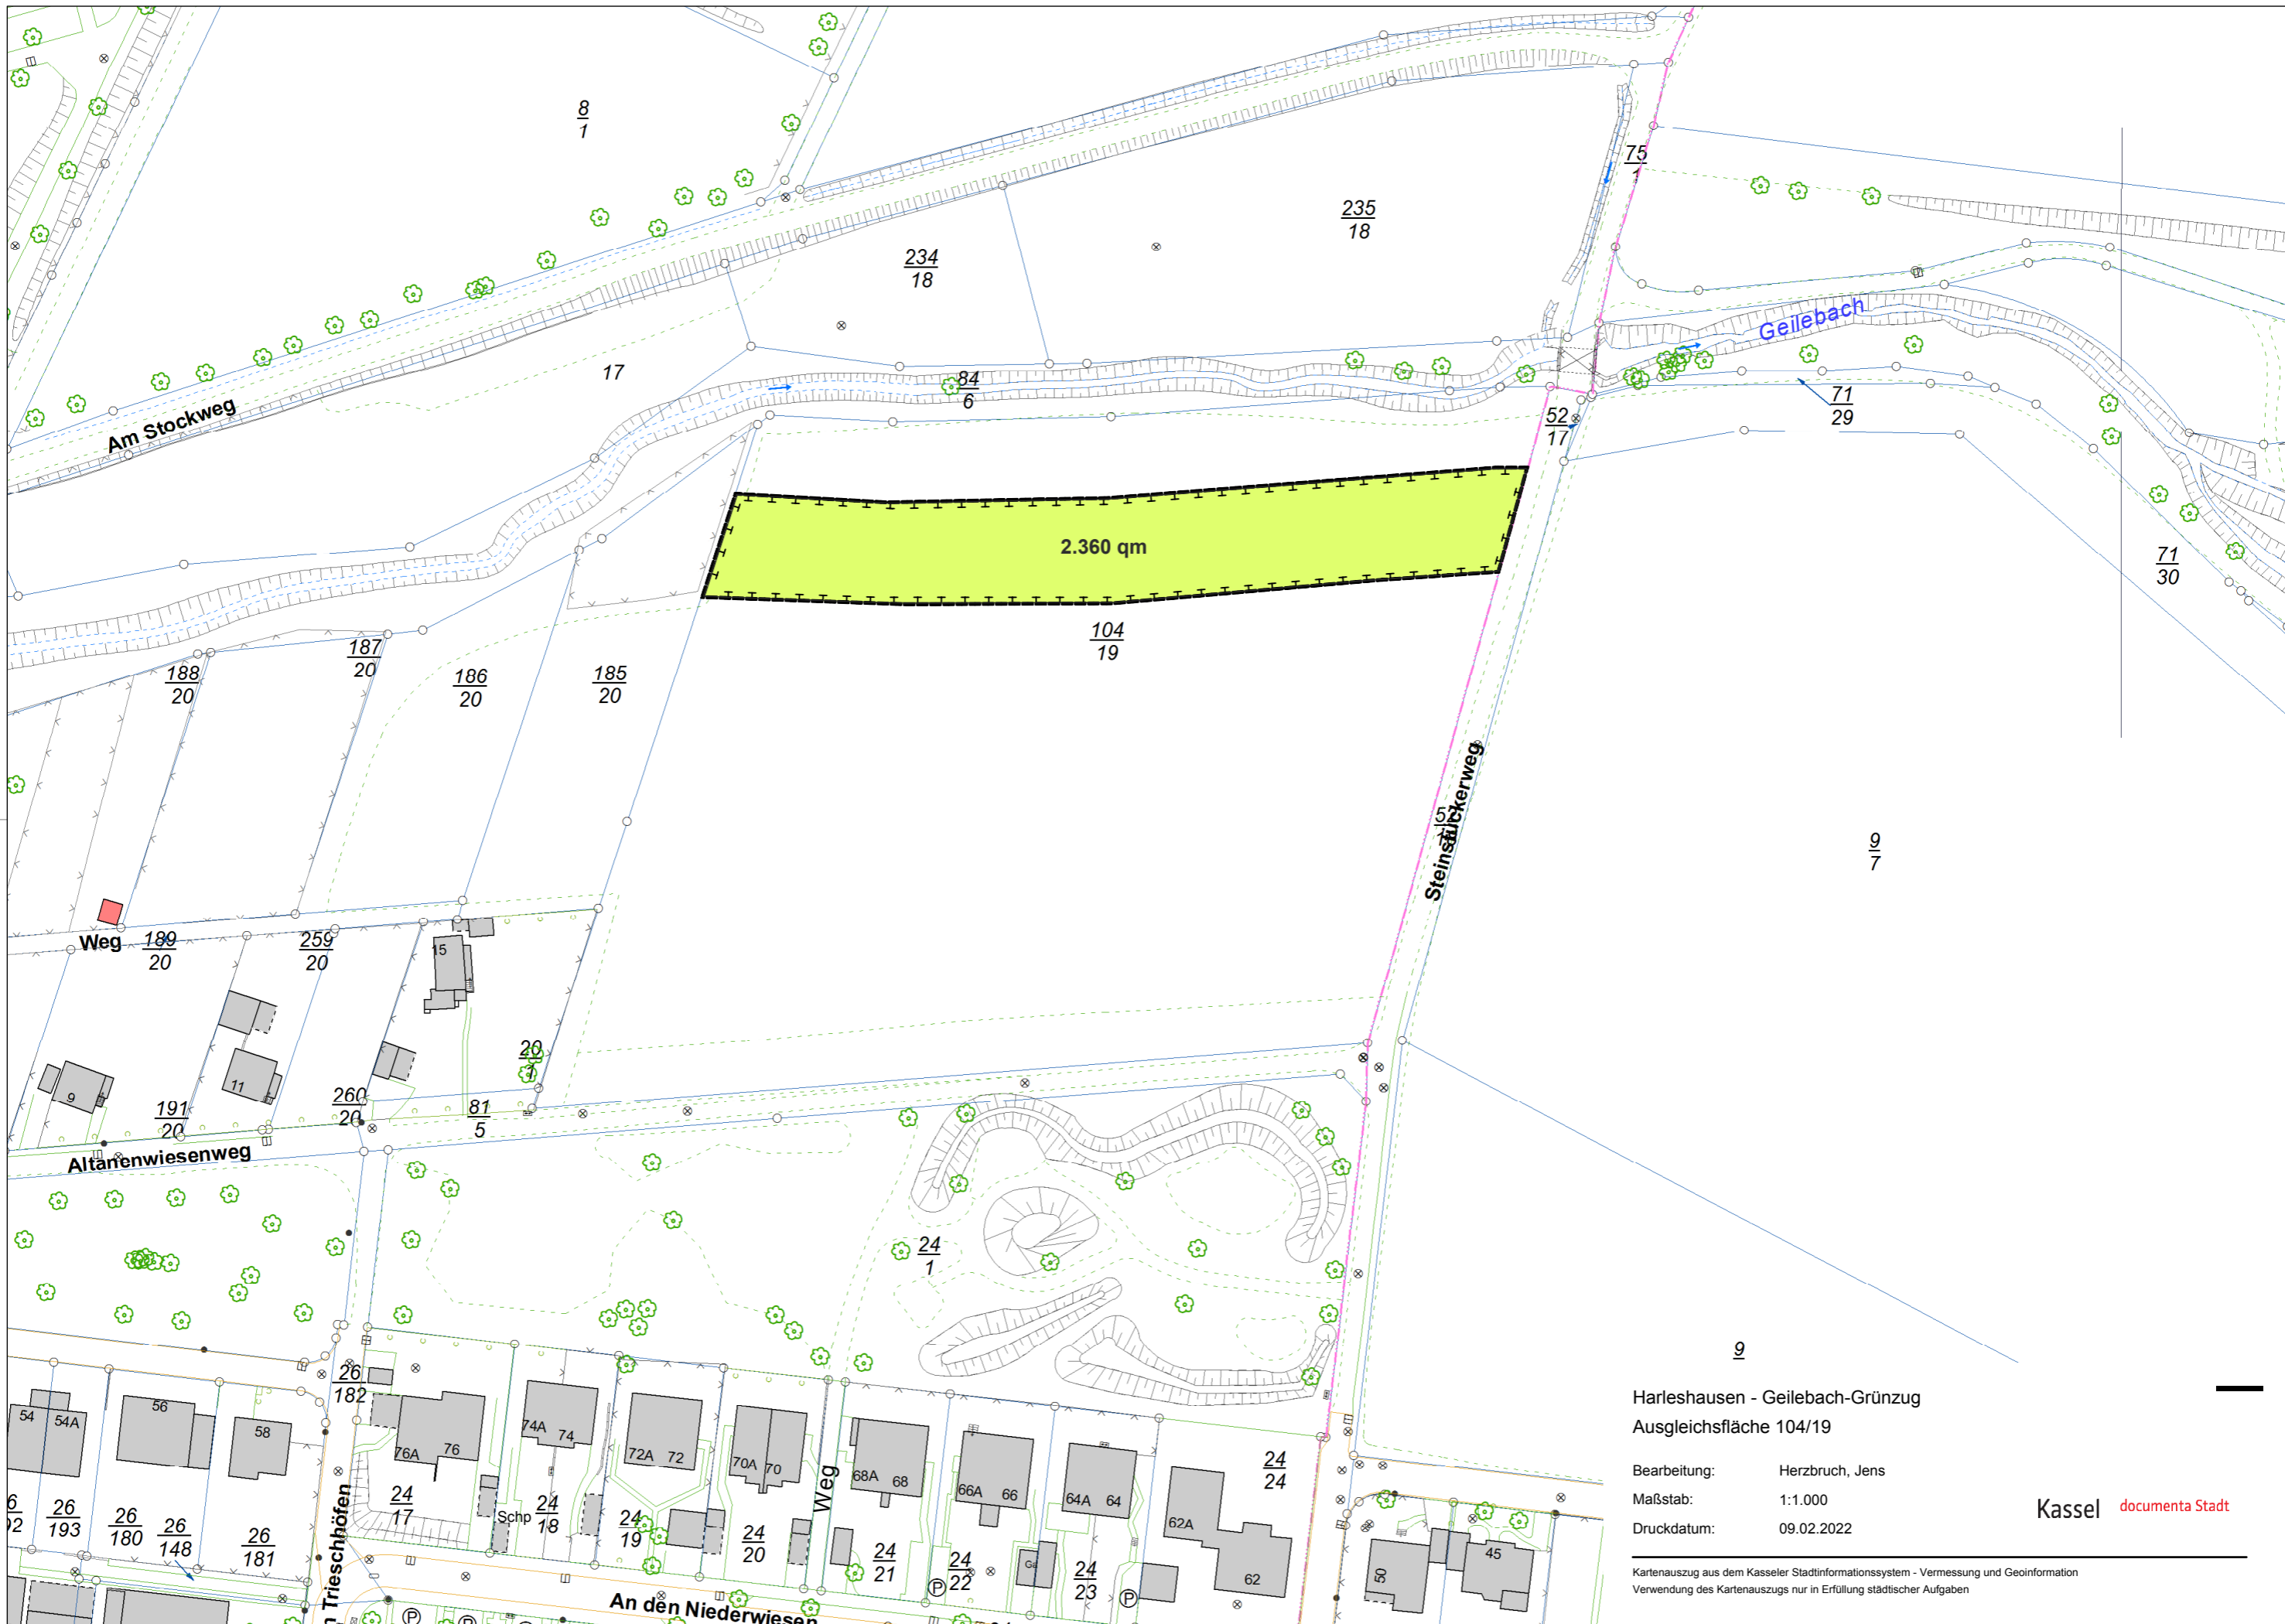 8
1
75
1
235
18
234
18
Geilebach
17
84
6
Am Stockweg
52
17
71
29
2.360 qm
71
30
104
19
187
20
188
20
186
20
185
20
Steinstückerweg
52
9
7
Weg
189
20
259
20
15
20
1
9
11
191
20
260
20
81
5
Altanenwiesenweg
24
1
9
Harleshausen - Geilebach-Grünzug
Ausgleichsfläche 104/19
Bearbeitung: Herzbruch, Jens
Maßstab: 1:1.000
Druckdatum: 09.02.2022
Kassel documenta Stadt
Kartenauszug aus dem Kasseler Stadtinformationssystem - Vermessung und Geoinformation
Verwendung des Kartenauszugs nur in Erfüllung städtischer Aufgaben
26
182
54
54A
56
58
76A
76
74A
74
72A
72
70A
70
68A
68
66A
66
64A
64
62A
62
24
24
Weg
24
17
Schp
24
18
24
19
24
20
24
21
24
22
24
23
Ga
50
45
6
92
26
193
26
180
26
148
26
181
n Trieschhöfen
An den Niederwiesen
P
P
P
P